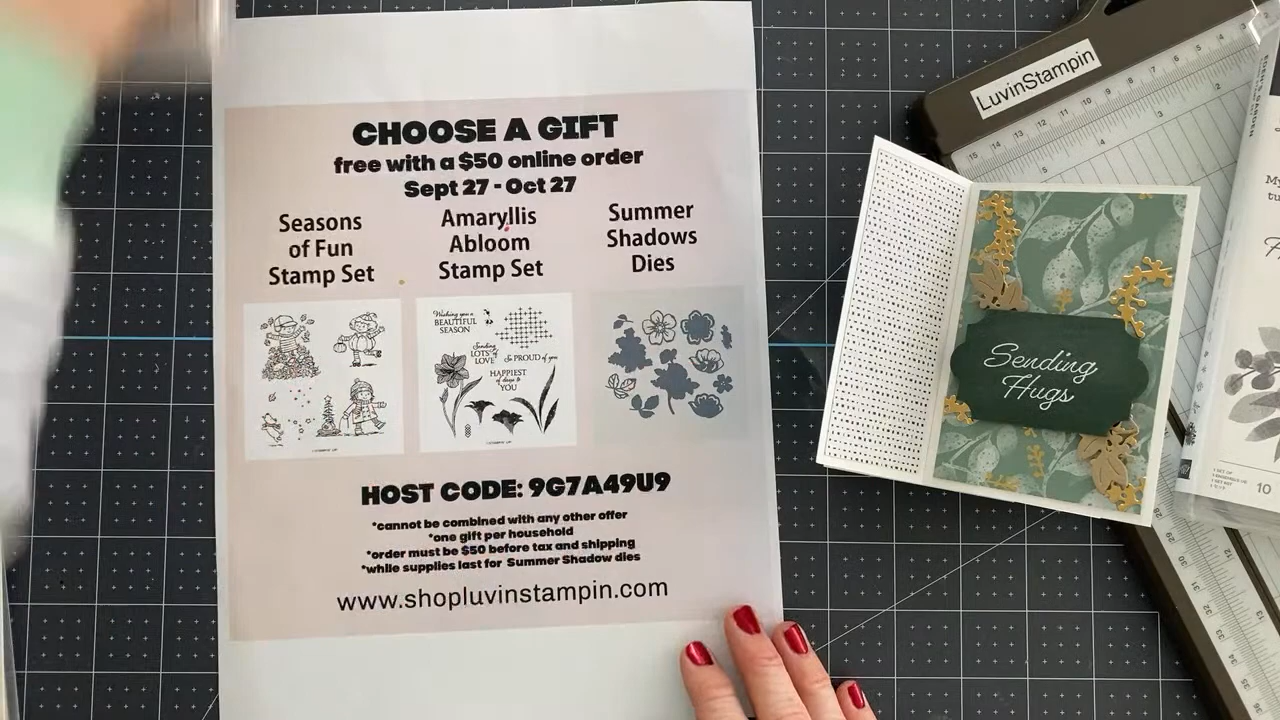 CHOOSE A GIFT
free with a $50 online order
Sept 27 - Oct 27
Seasons
of Fun
Stamp Set
Amaryllis
Abloom
Stamp Set
Summer
Shadows
Dies
Wishing you a
BEAUTIFUL
SEASON
Sending
LOTS of
LOVE
So PROUD of you
HAPPIEST
of days to
YOU
HOST CODE: 9G7A49U9
*cannot be combined with any other offer
*one gift per household
*order must be $50 before tax and shipping
*while supplies last for Summer Shadow dies
www.shopluvinstampin.com
LuvinStampin
Sending
Hugs
10